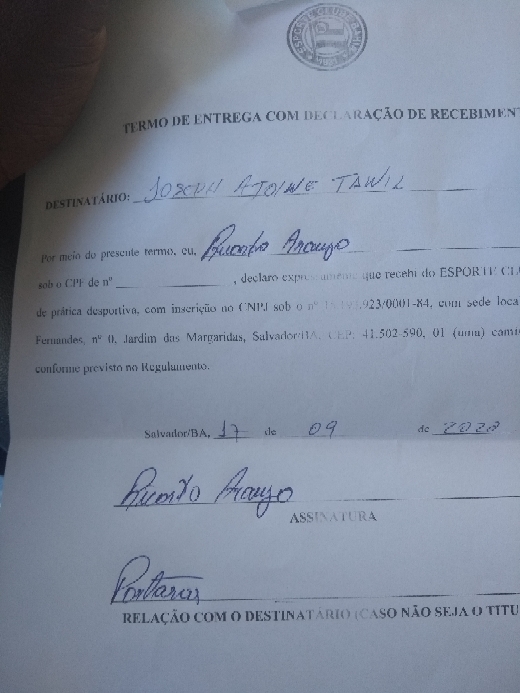 TERMO DE ENTREGA COM DECLARAÇÃO DE RECEBIMEN
DESTINATÁRIO: JOSEPH ATOINE TAWIL
Por meio do presente termo, eu, Ricardo Araujo
sob o CPF de nº ____________, declaro expressamente que recebi do ESPORTE CL
de prática desportiva, com inscrição no CNPJ sob o nº .923/0001-84, com sede loca
Fernandes, nº 0, Jardim das Margaridas, Salvador/BA, CEP: 41.502-590, 01 (uma) cami
conforme previsto no Regulamento.
Salvador/BA, 17 de 09 de
Ricardo Araujo
ASSINATURA
Portaria
RELAÇÃO COM O DESTINATÁRIO (CASO NÃO SEJA O TITU